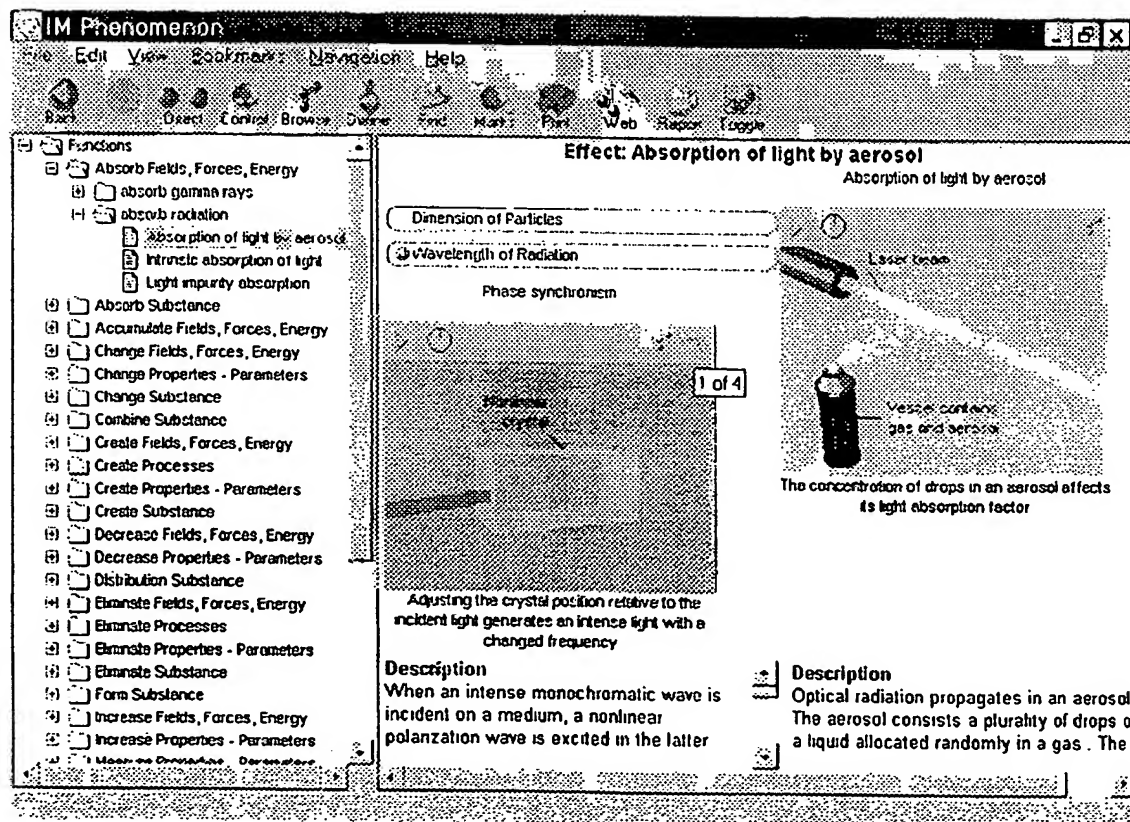 IM Phenomenon
File Edit View Bookmarks Navigation Help
Back Direct Control Browse Find Mark Print Web Report Toggle
Functions
Absorb Fields, Forces, Energy
absorb gamma rays
absorb radiation
Absorption of light by aerosol
Intrinsic absorption of light
Light impurity absorption
Absorb Substance
Accumulate Fields, Forces, Energy
Change Fields, Forces, Energy
Change Properties - Parameters
Change Substance
Combine Substance
Create Fields, Forces, Energy
Create Processes
Create Properties - Parameters
Create Substance
Decrease Fields, Forces, Energy
Decrease Properties - Parameters
Distribution Substance
Eliminate Fields, Forces, Energy
Eliminate Processes
Eliminate Properties - Parameters
Eliminate Substance
Form Substance
Increase Fields, Forces, Energy
Increase Properties - Parameters
Effect: Absorption of light by aerosol
Dimension of Particles
Wavelength of Radiation
Phase synchronism
Nonlinear
crystal
1 of 4
Adjusting the crystal position relative to the
incident light generates an intense light with a
changed frequency
Description
When an intense monochromatic wave is
incident on a medium, a nonlinear
polarization wave is excited in the latter
Absorption of light by aerosol
Laser beam
Vessel contains
gas and aerosol
The concentration of drops in an aerosol affects
its light absorption factor
Description
Optical radiation propagates in an aerosol
The aerosol consists a plurality of drops o
a liquid allocated randomly in a gas . The